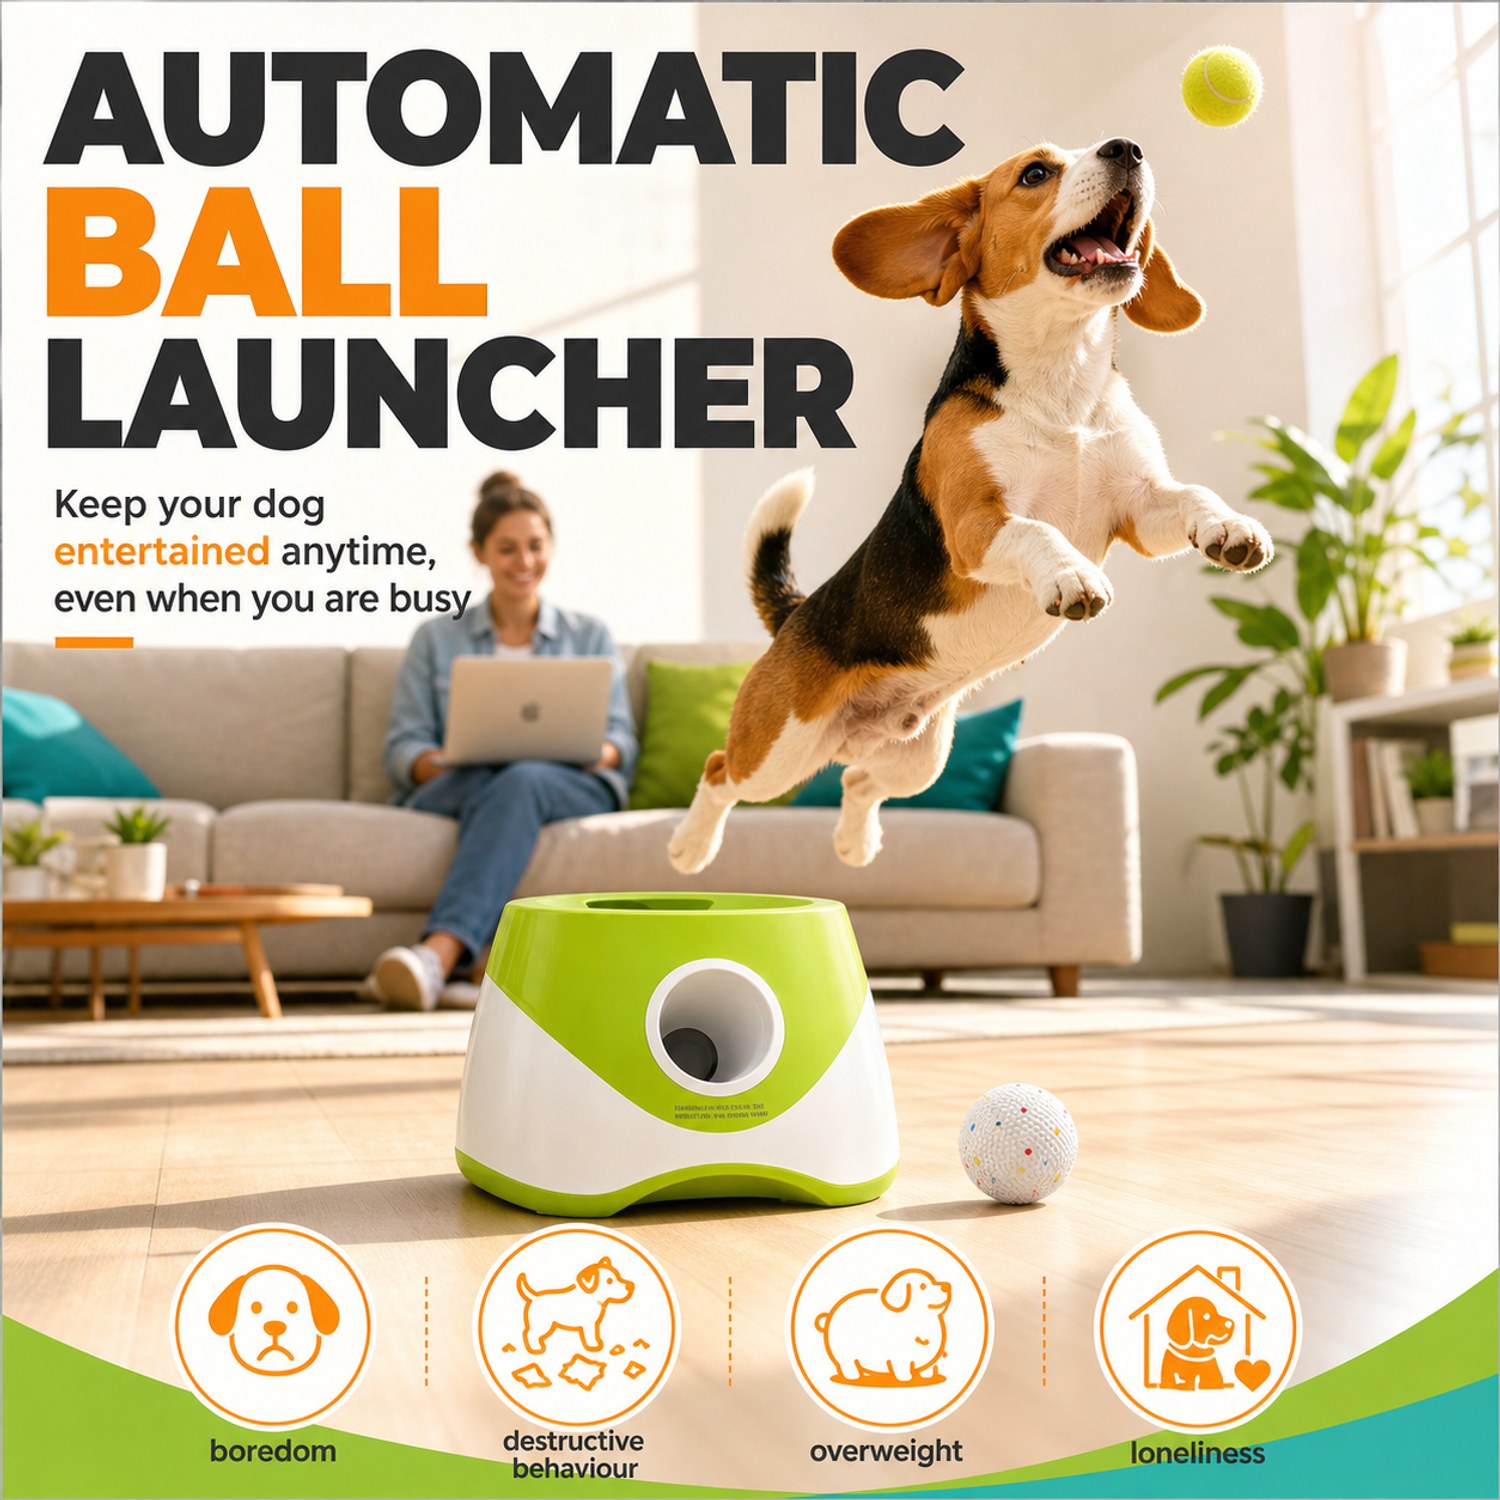 AUTOMATIC
BALL
LAUNCHER
Keep your dog
entertained anytime,
even when you are busy
boredom
destructive
behaviour
overweight
loneliness